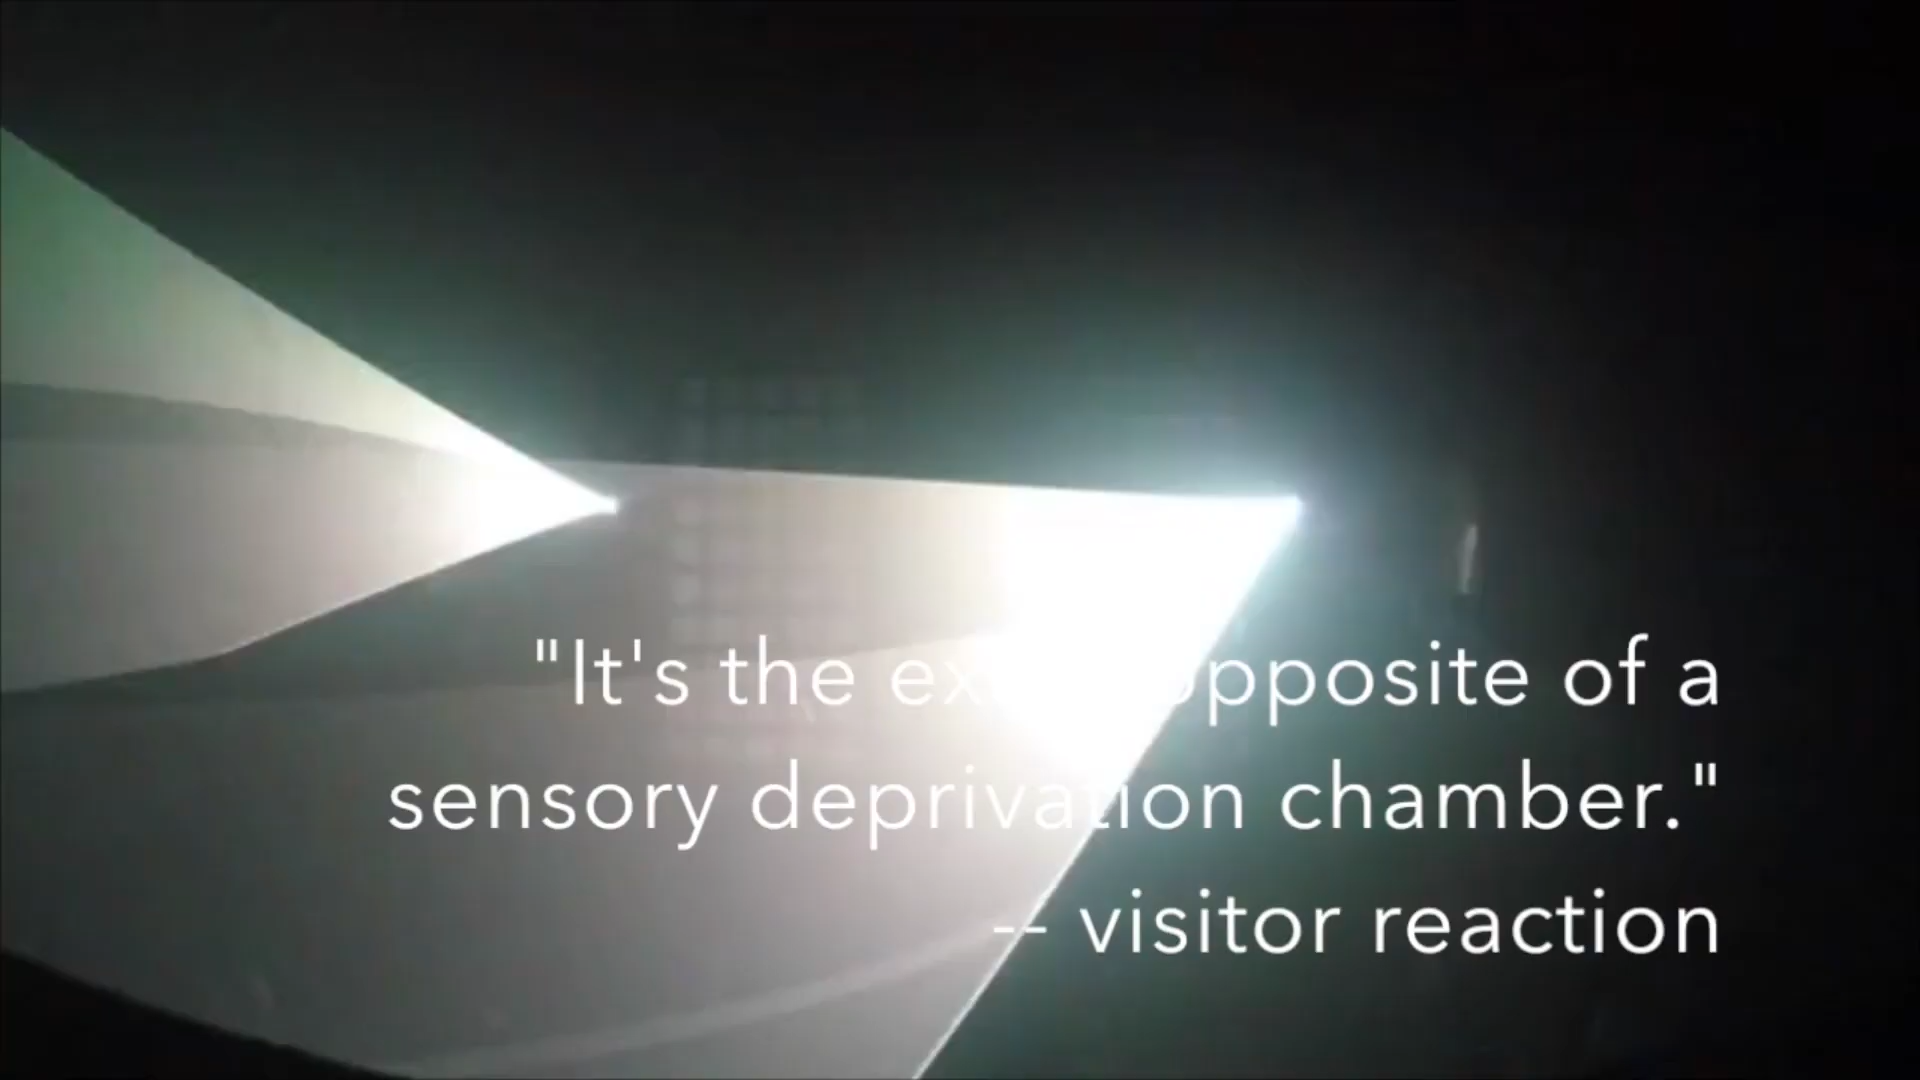 "It's the opposite of a
sensory deprivation chamber."
-- visitor reaction